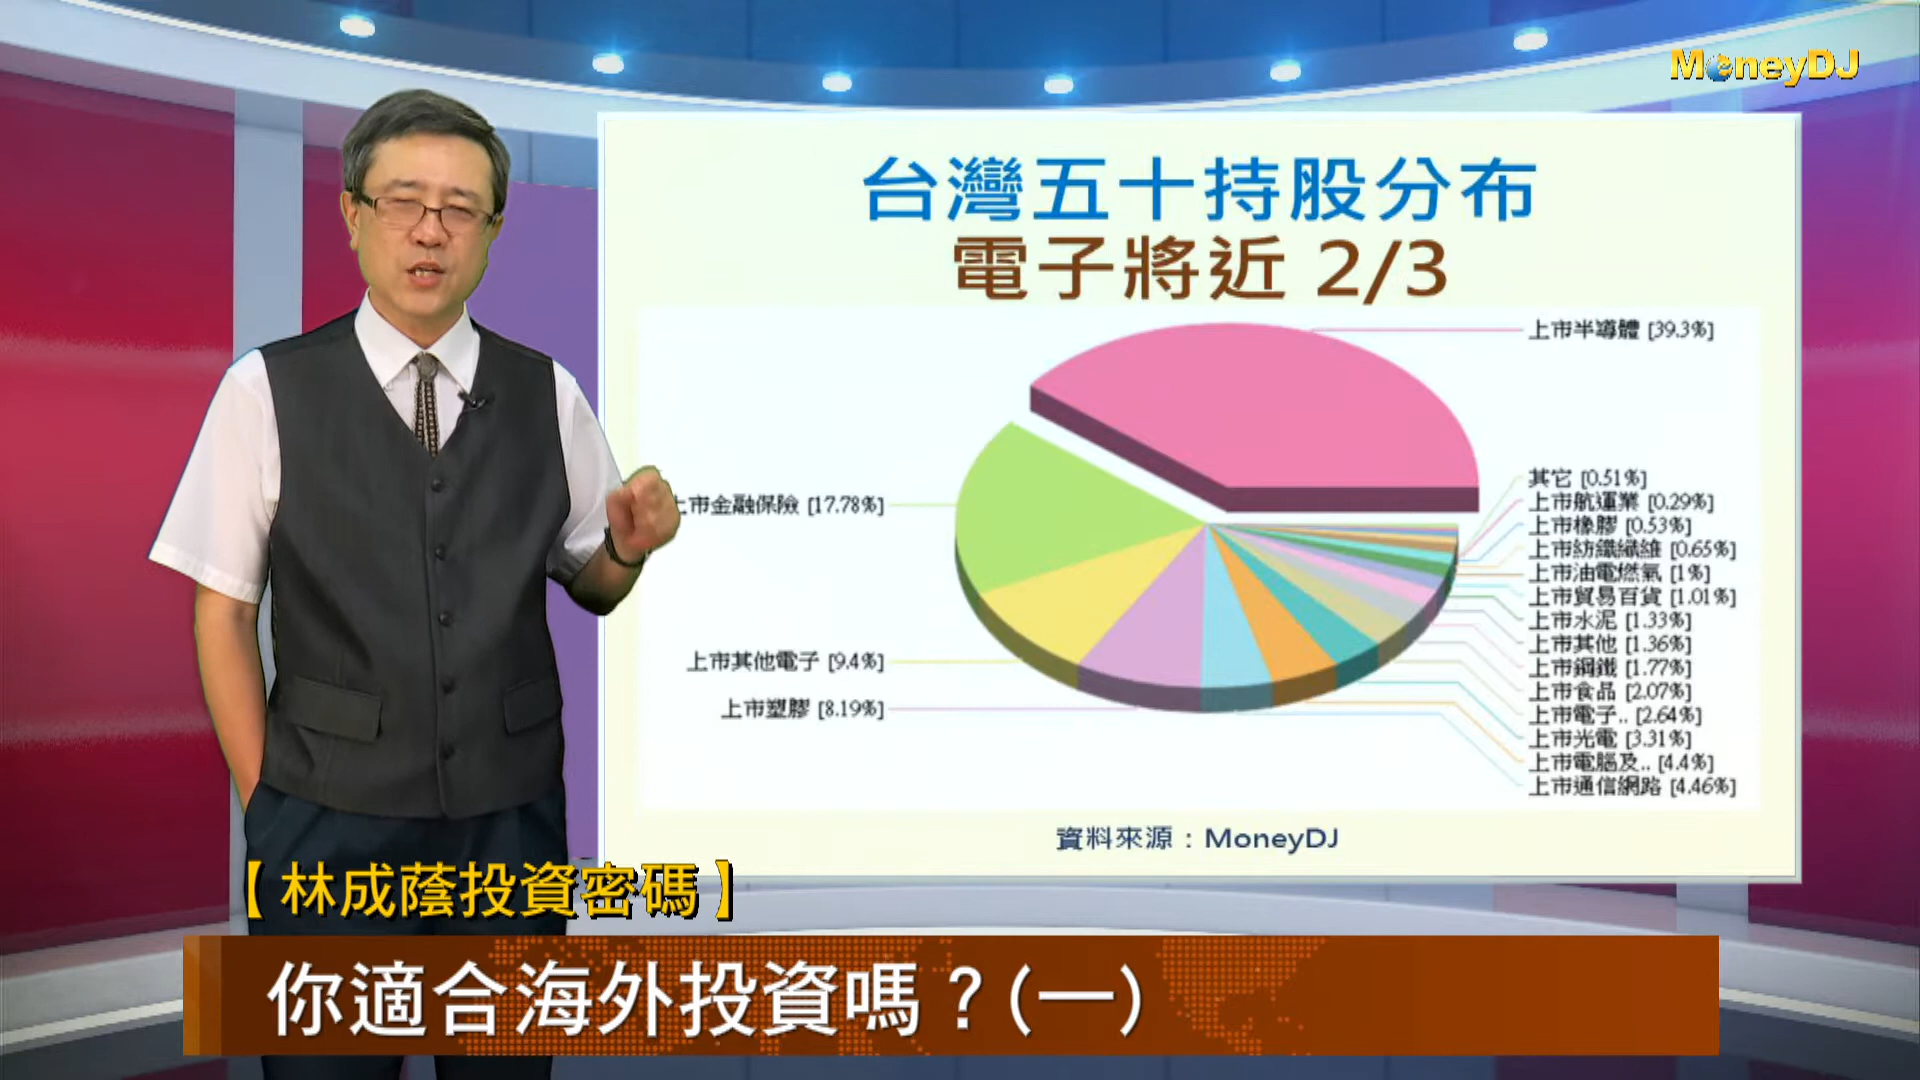 MoneyDJ
台灣五十持股分布
電子將近 2/3
上市半導體 [39.3%]
其它 [0.51%]
上市航運業 [0.29%]
上市橡膠 [0.53%]
上市紡織纖維 [0.65%]
上市油電燃氣 [1%]
上市貿易百貨 [1.01%]
上市水泥 [1.33%]
上市其他 [1.36%]
上市鋼鐵 [1.77%]
上市食品 [2.07%]
上市電子.. [2.64%]
上市光電 [3.31%]
上市電腦及.. [4.4%]
上市通信網路 [4.46%]
上市金融保險 [17.78%]
上市其他電子 [9.4%]
上市塑膠 [8.19%]
資料來源：MoneyDJ
【林成蔭投資密碼】
你適合海外投資嗎？(一)